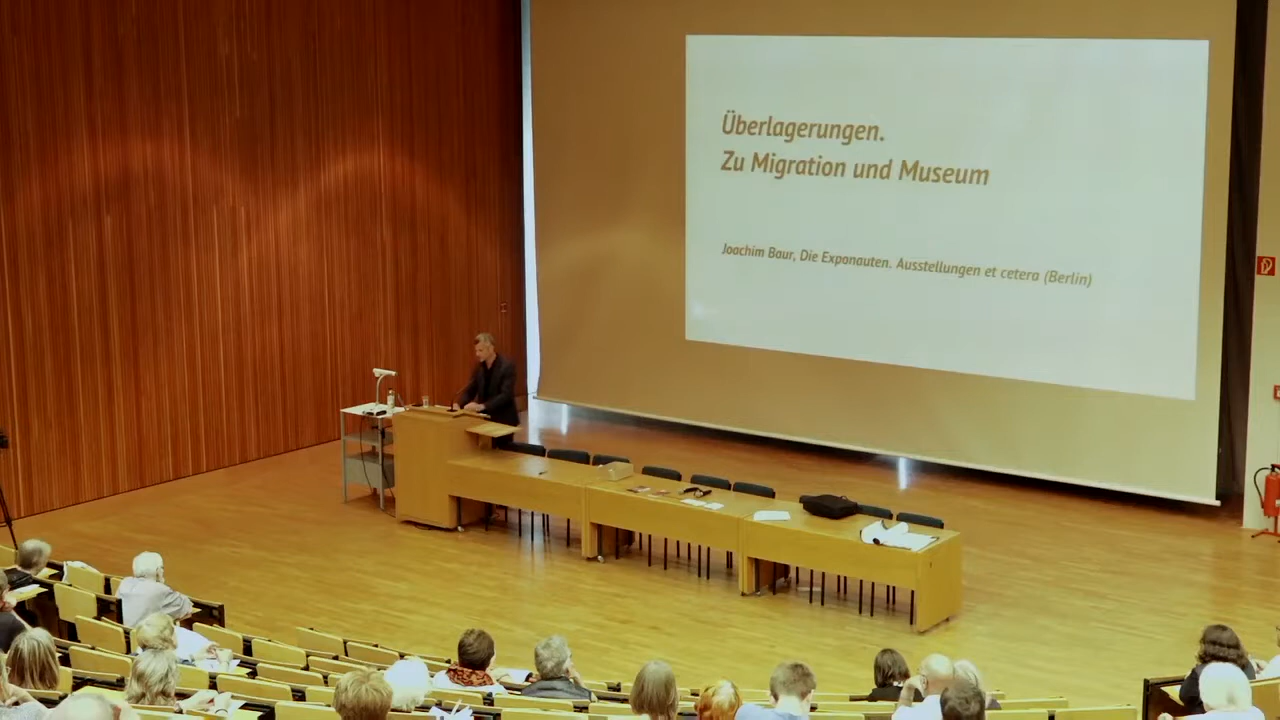 Überlagerungen.
Zu Migration und Museum
Joachim Baur, Die Exponauten. Ausstellungen et cetera (Berlin)